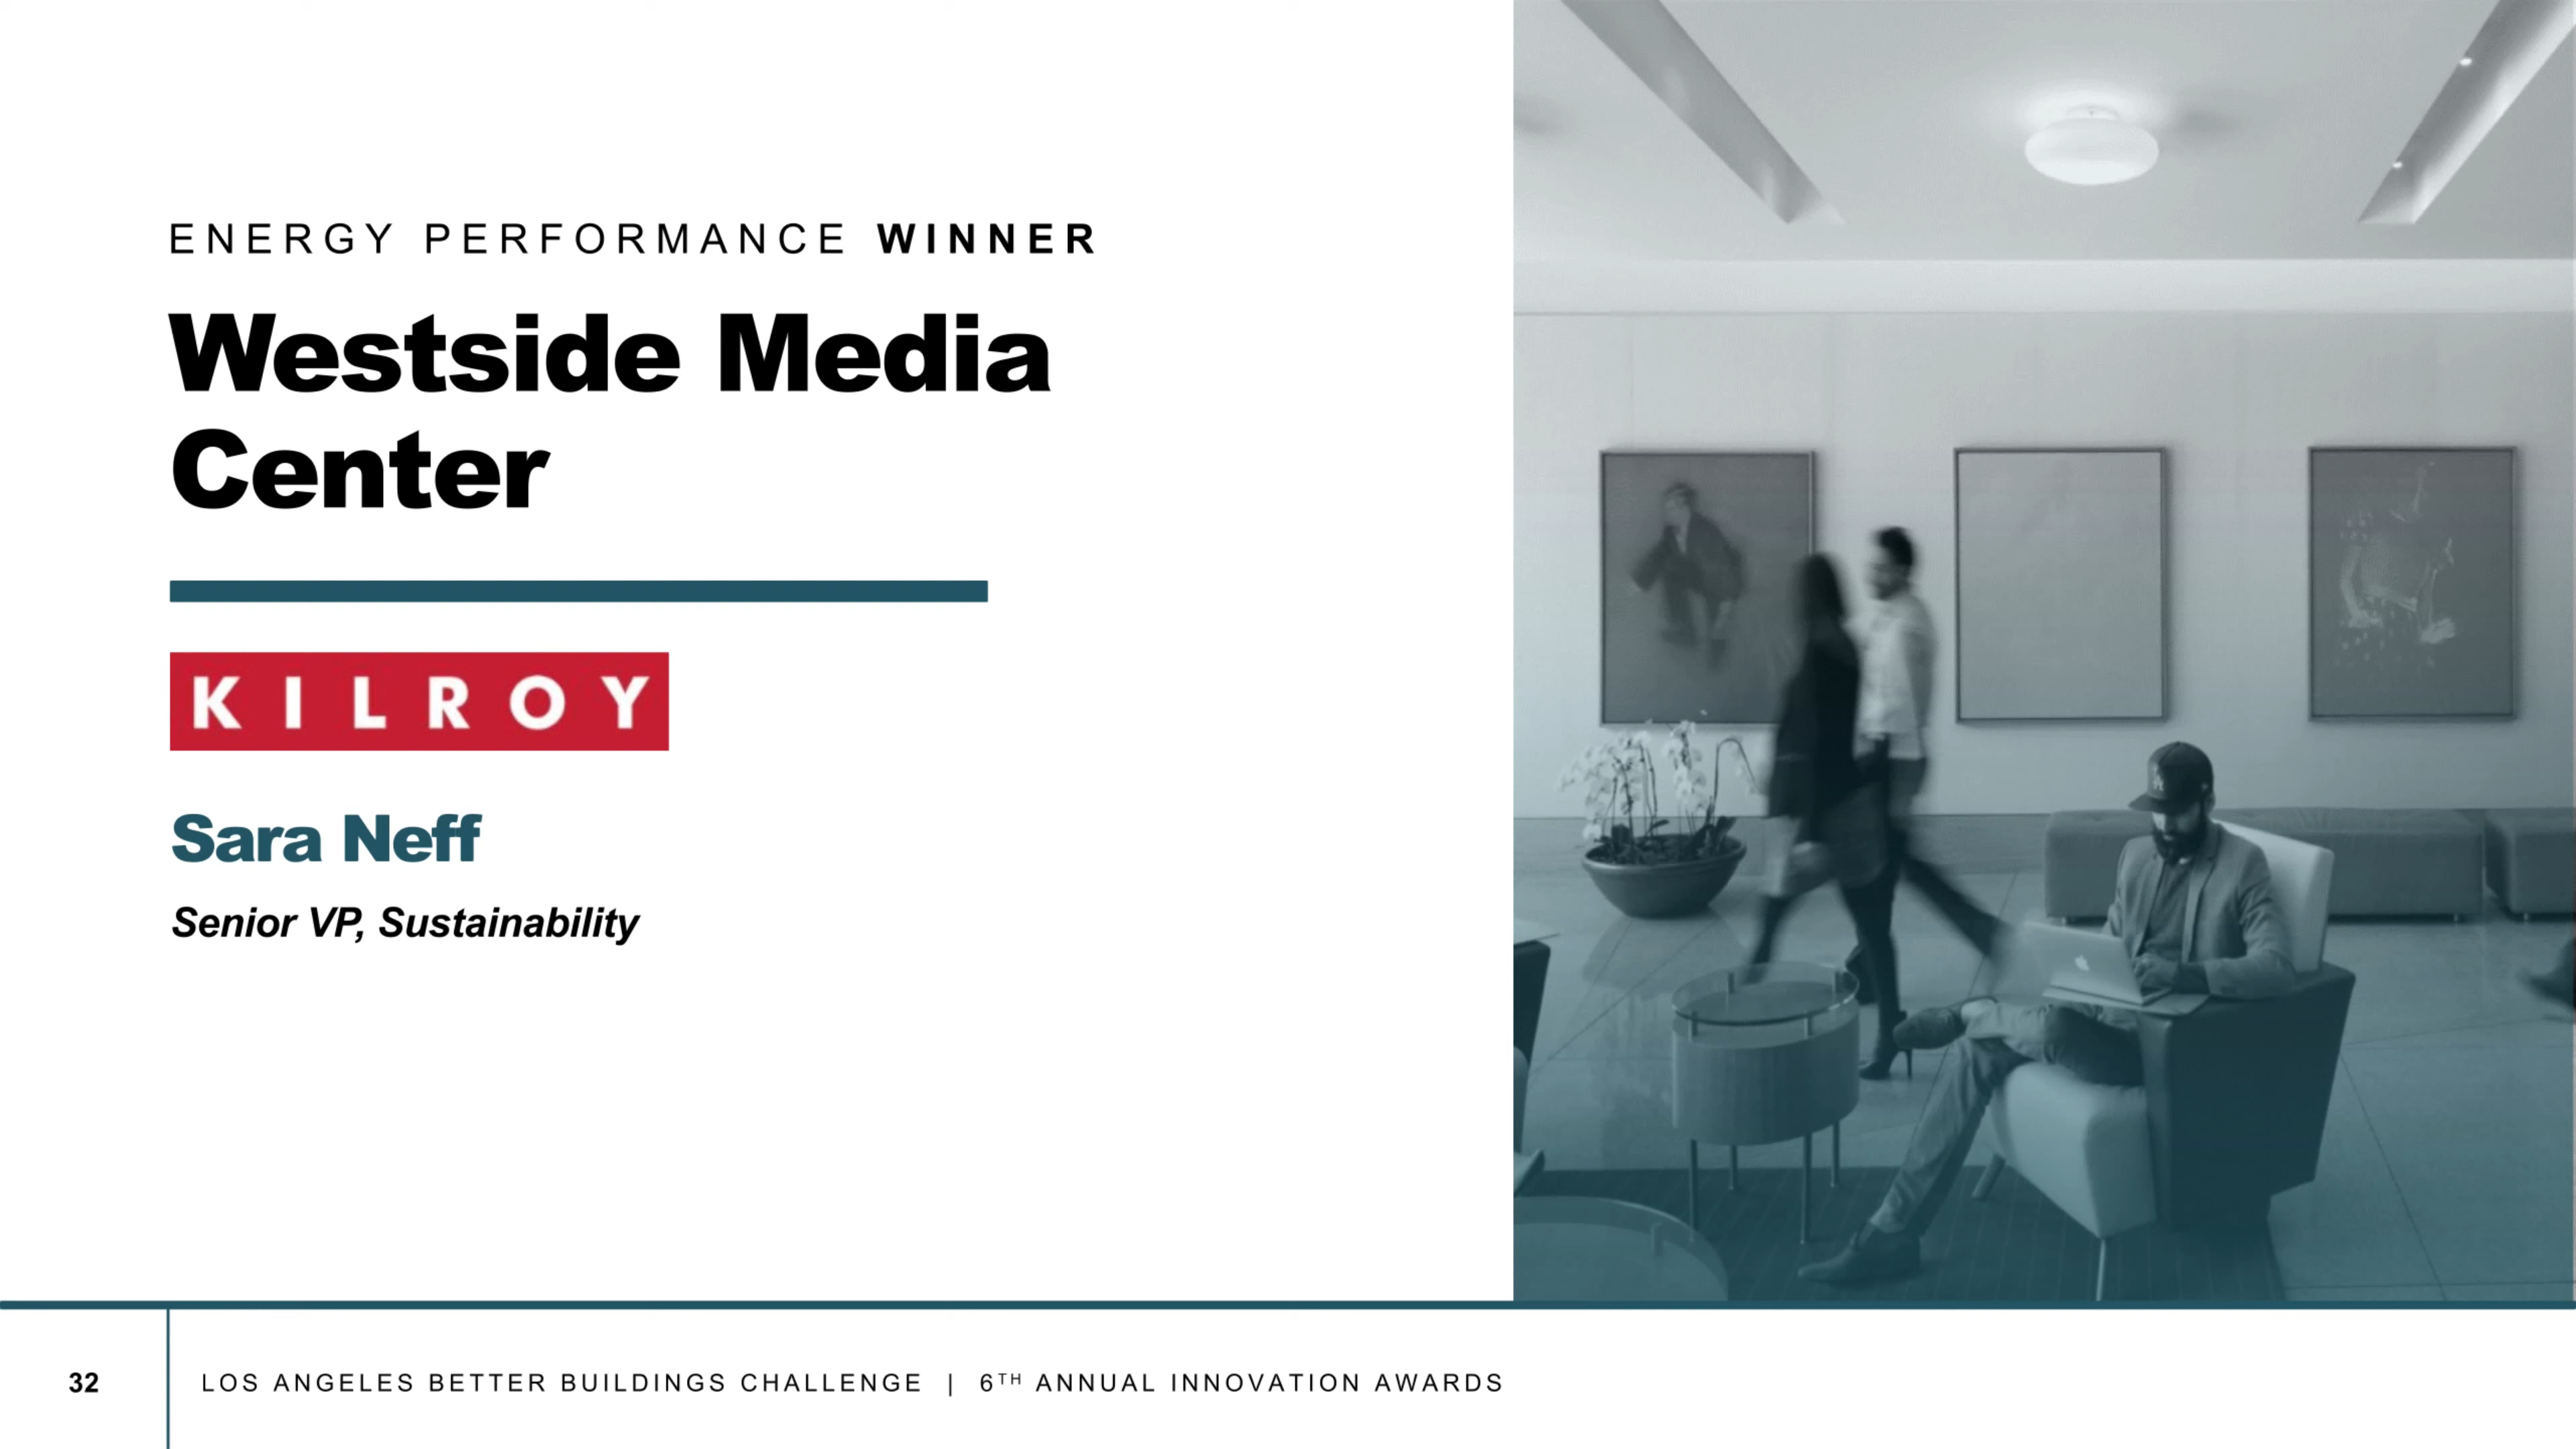 ENERGY PERFORMANCE WINNER
Westside Media
Center
KILROY
Sara Neff
Senior VP, Sustainability
32
LOS ANGELES BETTER BUILDINGS CHALLENGE | 6TH ANNUAL INNOVATION AWARDS